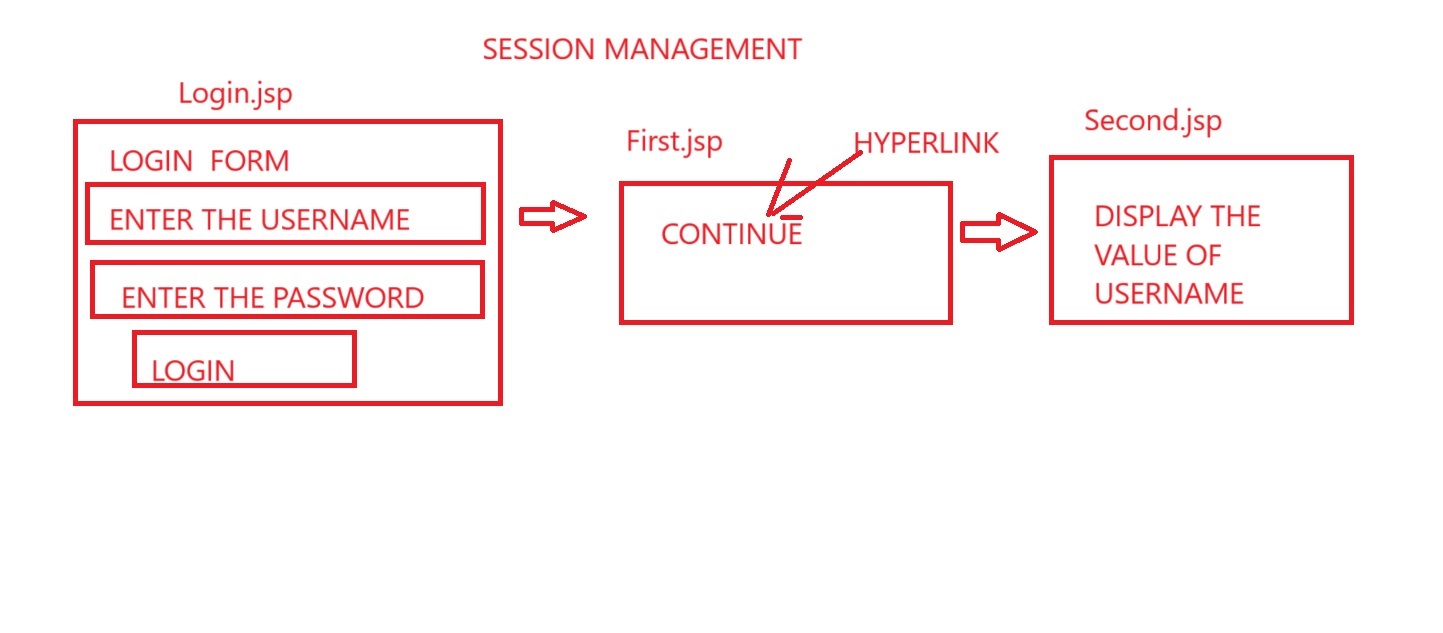 SESSION MANAGEMENT
Login.jsp
LOGIN FORM
ENTER THE USERNAME
ENTER THE PASSWORD
LOGIN
First.jsp
HYPERLINK
CONTINUE
Second.jsp
DISPLAY THE
VALUE OF
USERNAME